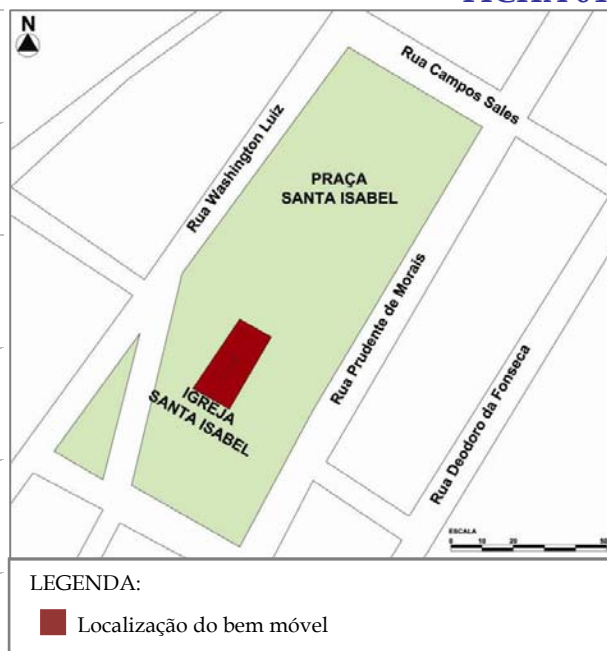 N
Rua Campos Sales
Rua Washington Luiz
PRAÇA
SANTA ISABEL
Rua Prudente de Morais
IGREJA
SANTA ISABEL
Rua Deodoro da Fonseca
ESCALA
0 10 20 50
LEGENDA:
Localização do bem móvel